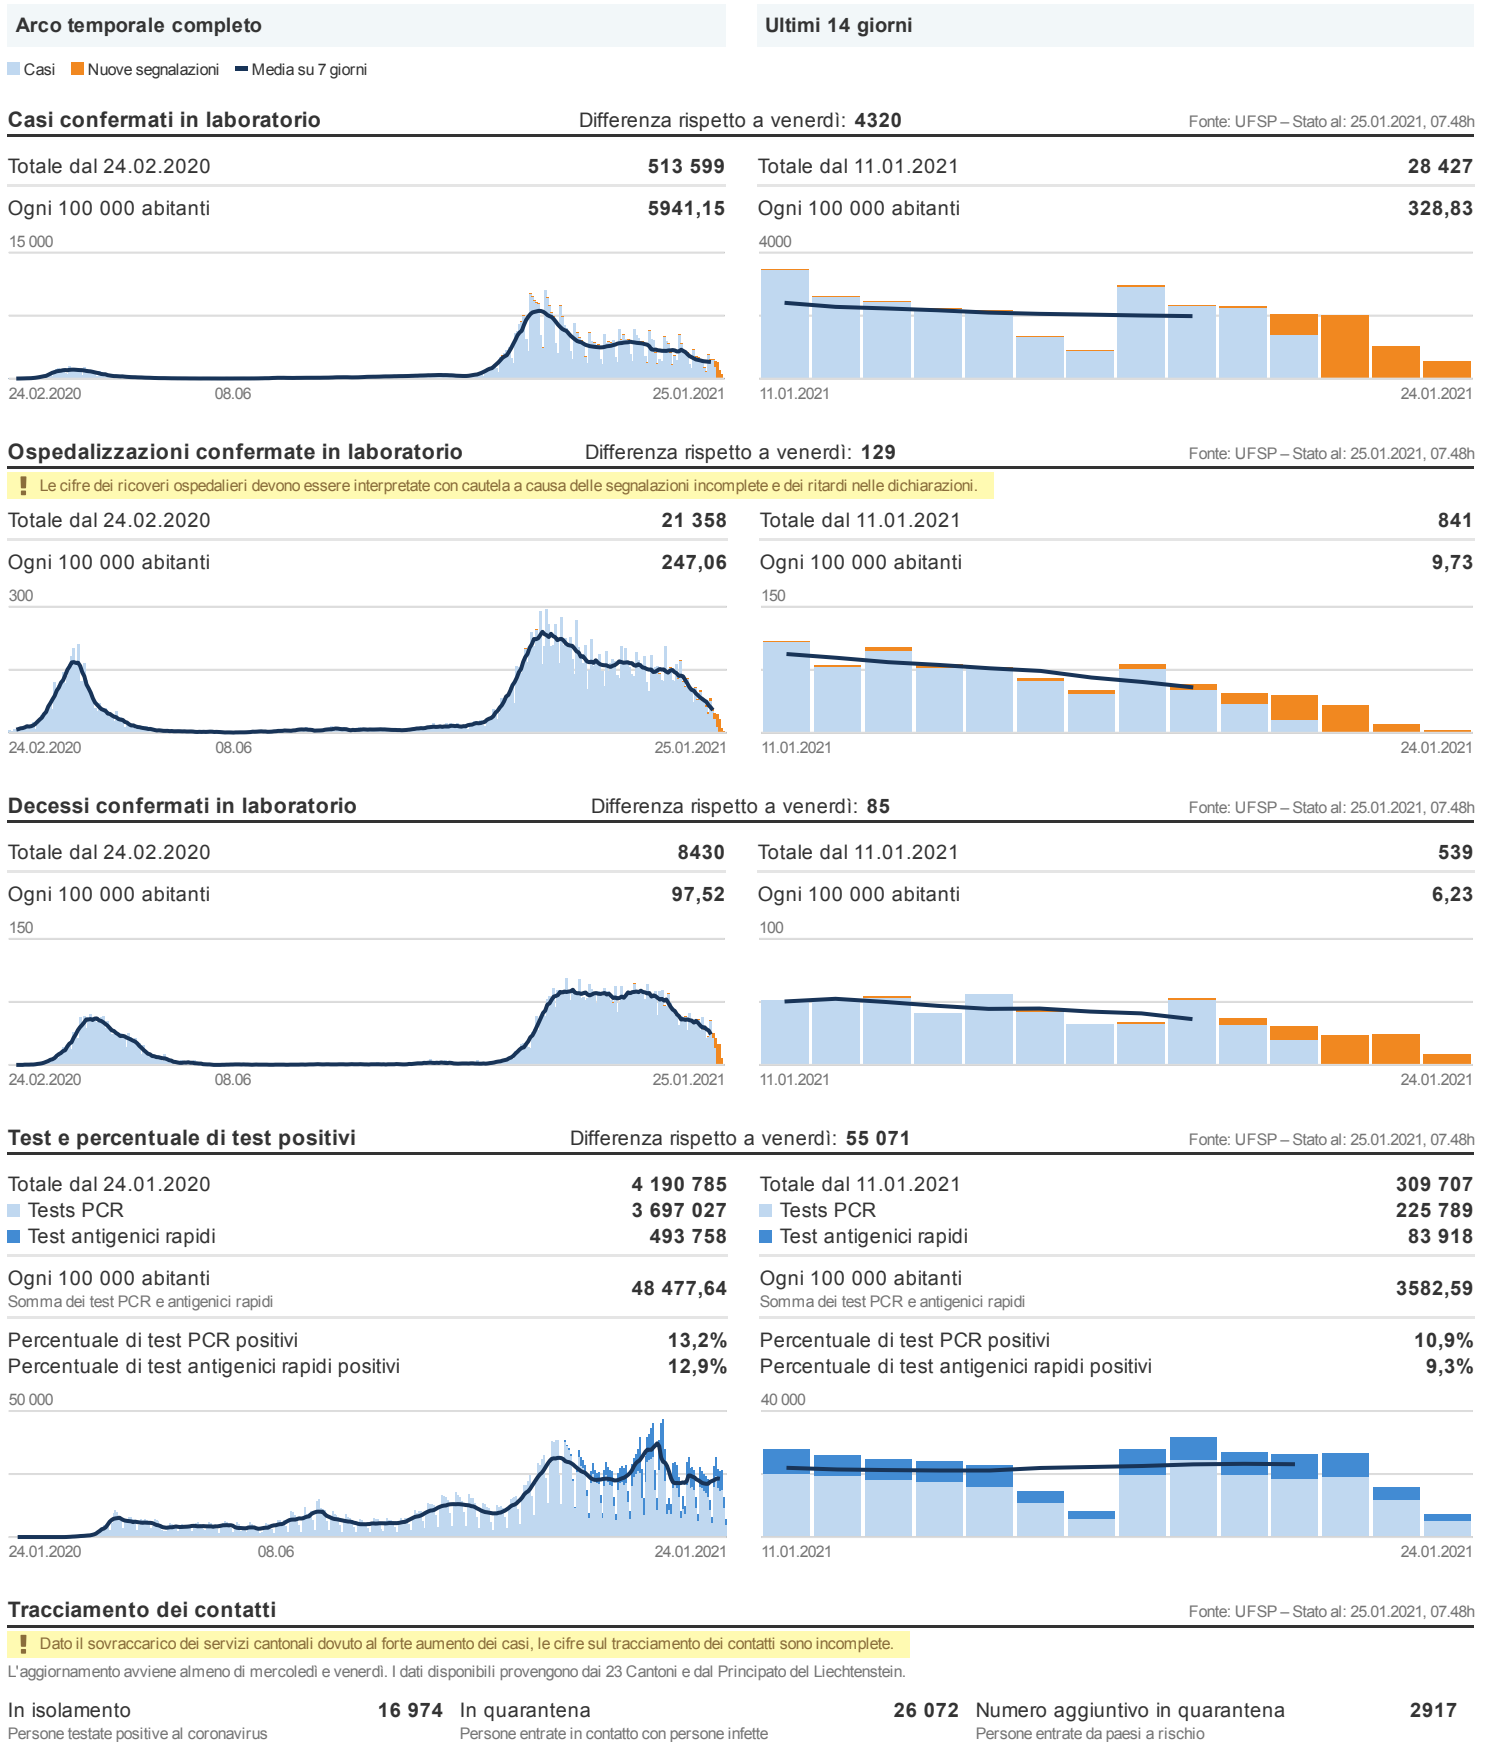 Arco temporale completo
Ultimi 14 giorni
Casi Nuove segnalazioni Media su 7 giorni
Casi confermati in laboratorio Differenza rispetto a venerdì: 4320 Fonte: UFSP – Stato al: 25.01.2021, 07.48h
Totale dal 24.02.2020 513 599
Ogni 100 000 abitanti 5941,15
15 000
24.02.2020 08.06 25.01.2021
Totale dal 11.01.2021 28 427
Ogni 100 000 abitanti 328,83
4000
11.01.2021 24.01.2021
Ospedalizzazioni confermate in laboratorio Differenza rispetto a venerdì: 129 Fonte: UFSP – Stato al: 25.01.2021, 07.48h
! Le cifre dei ricoveri ospedalieri devono essere interpretate con cautela a causa delle segnalazioni incomplete e dei ritardi nelle dichiarazioni.
Totale dal 24.02.2020 21 358
Ogni 100 000 abitanti 247,06
300
24.02.2020 08.06 25.01.2021
Totale dal 11.01.2021 841
Ogni 100 000 abitanti 9,73
150
11.01.2021 24.01.2021
Decessi confermati in laboratorio Differenza rispetto a venerdì: 85 Fonte: UFSP – Stato al: 25.01.2021, 07.48h
Totale dal 24.02.2020 8430
Ogni 100 000 abitanti 97,52
150
24.02.2020 08.06 25.01.2021
Totale dal 11.01.2021 539
Ogni 100 000 abitanti 6,23
100
11.01.2021 24.01.2021
Test e percentuale di test positivi Differenza rispetto a venerdì: 55 071 Fonte: UFSP – Stato al: 25.01.2021, 07.48h
Totale dal 24.01.2020 4 190 785
Tests PCR 3 697 027
Test antigenici rapidi 493 758
Ogni 100 000 abitanti 48 477,64
Somma dei test PCR e antigenici rapidi
Percentuale di test PCR positivi 13,2%
Percentuale di test antigenici rapidi positivi 12,9%
50 000
24.01.2020 08.06 24.01.2021
Totale dal 11.01.2021 309 707
Tests PCR 225 789
Test antigenici rapidi 83 918
Ogni 100 000 abitanti 3582,59
Somma dei test PCR e antigenici rapidi
Percentuale di test PCR positivi 10,9%
Percentuale di test antigenici rapidi positivi 9,3%
40 000
11.01.2021 24.01.2021
Tracciamento dei contatti Fonte: UFSP – Stato al: 25.01.2021, 07.48h
! Dato il sovraccarico dei servizi cantonali dovuto al forte aumento dei casi, le cifre sul tracciamento dei contatti sono incomplete.
L'aggiornamento avviene almeno di mercoledì e venerdì. I dati disponibili provengono dai 23 Cantoni e dal Principato del Liechtenstein.
In isolamento 16 974
Persone testate positive al coronavirus
In quarantena 26 072
Persone entrate in contatto con persone infette
Numero aggiuntivo in quarantena 2917
Persone entrate da paesi a rischio